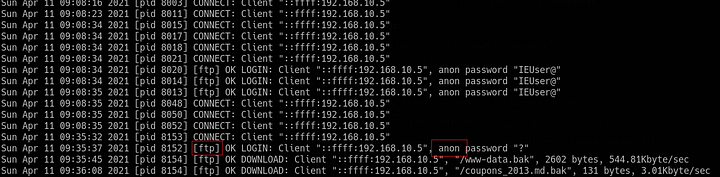 Sun Apr 11 09:08:16 2021 [pid 8003] CONNECT: Client "::ffff:192.168.10.5"
Sun Apr 11 09:08:23 2021 [pid 8011] CONNECT: Client "::ffff:192.168.10.5"
Sun Apr 11 09:08:34 2021 [pid 8015] CONNECT: Client "::ffff:192.168.10.5"
Sun Apr 11 09:08:34 2021 [pid 8017] CONNECT: Client "::ffff:192.168.10.5"
Sun Apr 11 09:08:34 2021 [pid 8018] CONNECT: Client "::ffff:192.168.10.5"
Sun Apr 11 09:08:34 2021 [pid 8021] CONNECT: Client "::ffff:192.168.10.5"
Sun Apr 11 09:08:34 2021 [pid 8020] [ftp] OK LOGIN: Client "::ffff:192.168.10.5", anon password "IEUser@"
Sun Apr 11 09:08:34 2021 [pid 8014] [ftp] OK LOGIN: Client "::ffff:192.168.10.5", anon password "IEUser@"
Sun Apr 11 09:08:35 2021 [pid 8013] [ftp] OK LOGIN: Client "::ffff:192.168.10.5", anon password "IEUser@"
Sun Apr 11 09:08:35 2021 [pid 8048] CONNECT: Client "::ffff:192.168.10.5"
Sun Apr 11 09:08:35 2021 [pid 8050] CONNECT: Client "::ffff:192.168.10.5"
Sun Apr 11 09:08:35 2021 [pid 8052] CONNECT: Client "::ffff:192.168.10.5"
Sun Apr 11 09:35:32 2021 [pid 8153] CONNECT: Client "::ffff:192.168.10.5"
Sun Apr 11 09:35:37 2021 [pid 8152] [ftp] OK LOGIN: Client "::ffff:192.168.10.5", anon password "?"
Sun Apr 11 09:35:45 2021 [pid 8154] [ftp] OK DOWNLOAD: Client "::ffff:192.168.10.5", "/www-data.bak", 2602 bytes, 544.81Kbyte/sec
Sun Apr 11 09:36:08 2021 [pid 8154] [ftp] OK DOWNLOAD: Client "::ffff:192.168.10.5", "/coupons_2013.md.bak", 131 bytes, 3.01Kbyte/sec